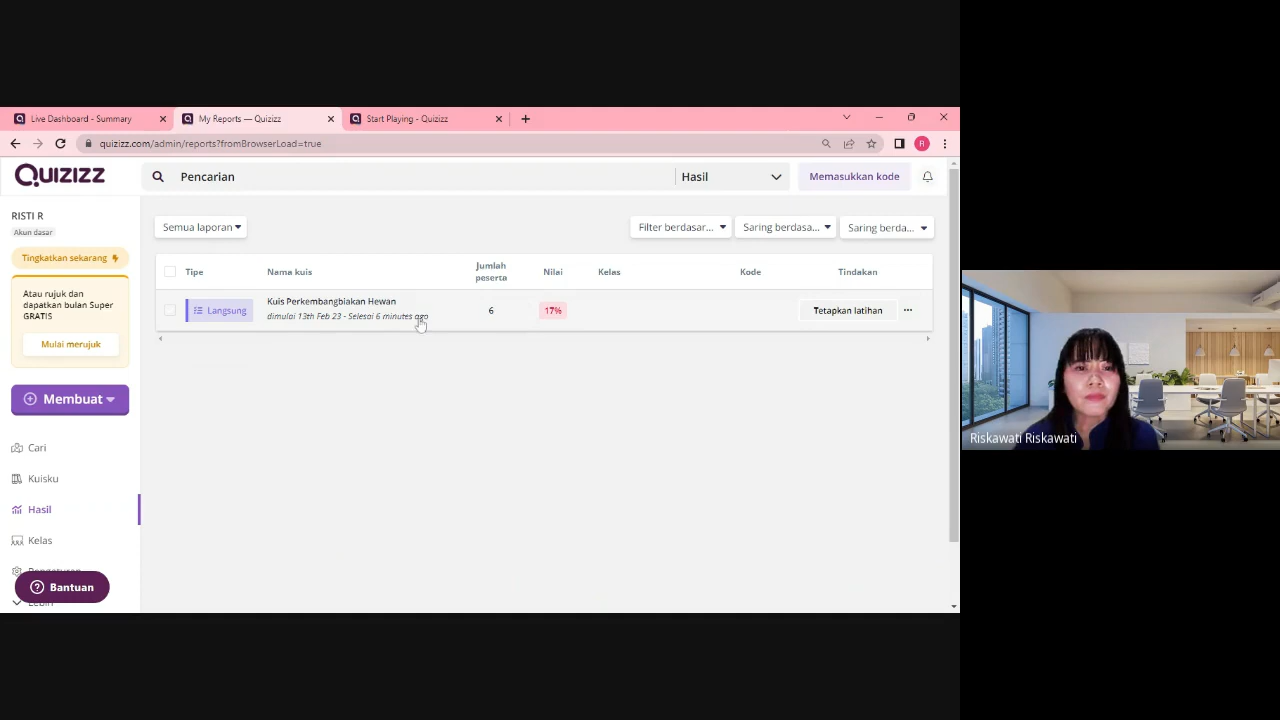 Live Dashboard - Summary
My Reports — Quizizz
Start Playing - Quizizz
quizizz.com/admin/reports?fromBrowserLoad=true
R
QUIZIZZ
Pencarian
Hasil
Memasukkan kode
RISTI R
Akun dasar
Tingkatkan sekarang
Atau rujuk dan
dapatkan bulan Super
GRATIS
Mulai merujuk
Membuat
Cari
Kuisku
Hasil
Kelas
Pengaturan
Lebih
Bantuan
Semua laporan
Filter berdasar...
Saring berdasa...
Saring berda...
Tipe
Nama kuis
Jumlah
peserta
Nilai
Kelas
Kode
Tindakan
Langsung
Kuis Perkembangbiakan Hewan
dimulai 13th Feb 23 - Selesai 6 minutes ago
6
17%
Tetapkan latihan
Riskawati Riskawati